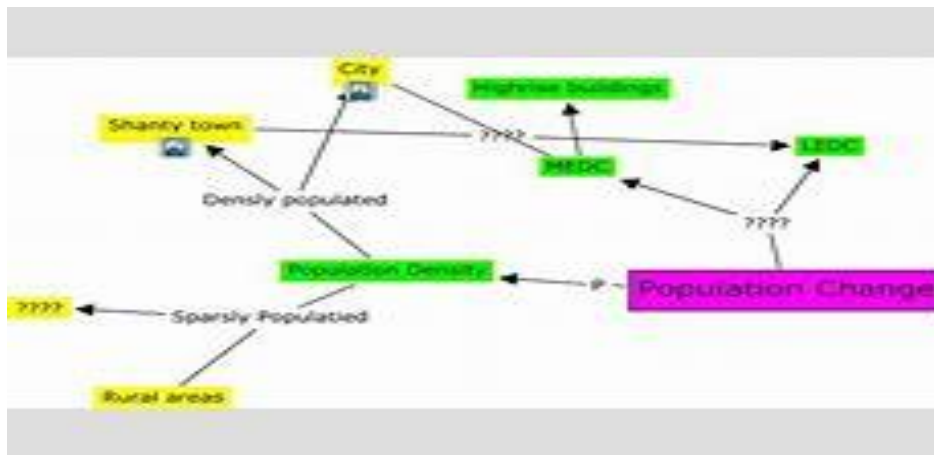 City
Highrise buildings
Shanty town
????
LEDC
MEDC
Densly populated
????
Population Density
P
Population Change
????
Sparsly Populatied
Rural areas